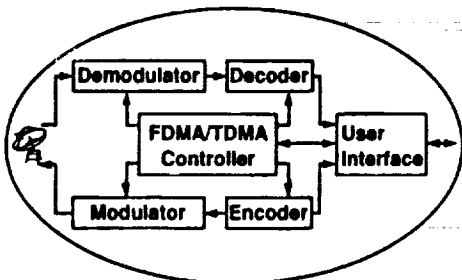 Demodulator
Decoder
FDMA/TDMA
Controller
User
Interface
Modulator
Encoder